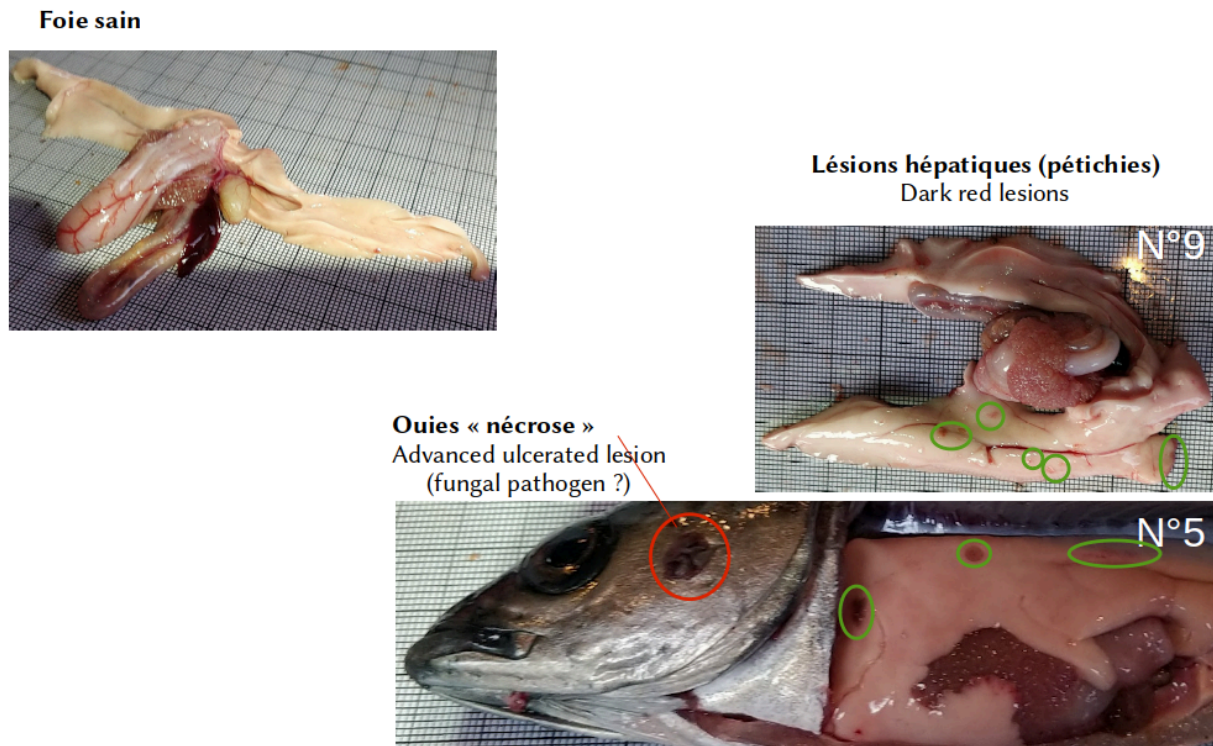 Foie sain
Lésions hépatiques (pétichies)
Dark red lesions
N°9
Ouies « nécrose »
Advanced ulcerated lesion
(fungal pathogen ?)
N°5